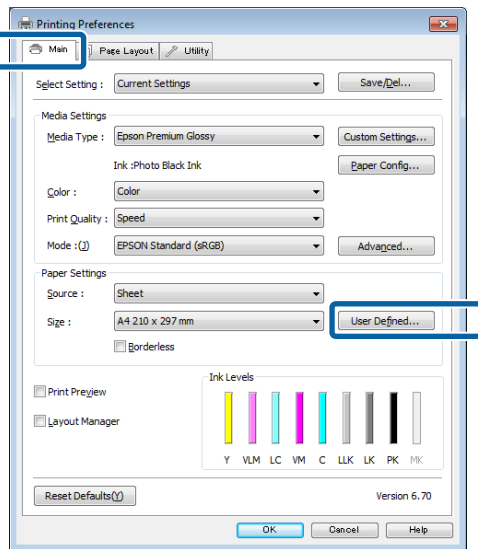 Printing Preferences
Main Page Layout Utility
Select Setting : Current Settings Save/Del...
Media Settings
Media Type : Epson Premium Glossy Custom Settings...
Ink :Photo Black Ink Paper Config...
Color : Color
Print Quality : Speed
Mode :(J) EPSON Standard (sRGB) Advanced...
Paper Settings
Source : Sheet
Size : A4 210 x 297 mm User Defined...
Borderless
Ink Levels
Print Preview
Layout Manager
Y VLM LC VM C LLK LK PK MK
Reset Defaults(Y) Version 6.70
OK Cancel Help